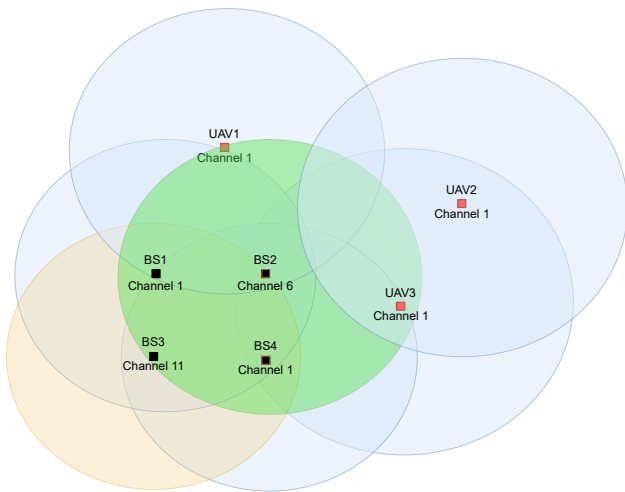 UAV1
Channel 1
UAV2
Channel 1
BS1
Channel 1
BS2
Channel 6
UAV3
Channel 1
BS3
Channel 11
BS4
Channel 1